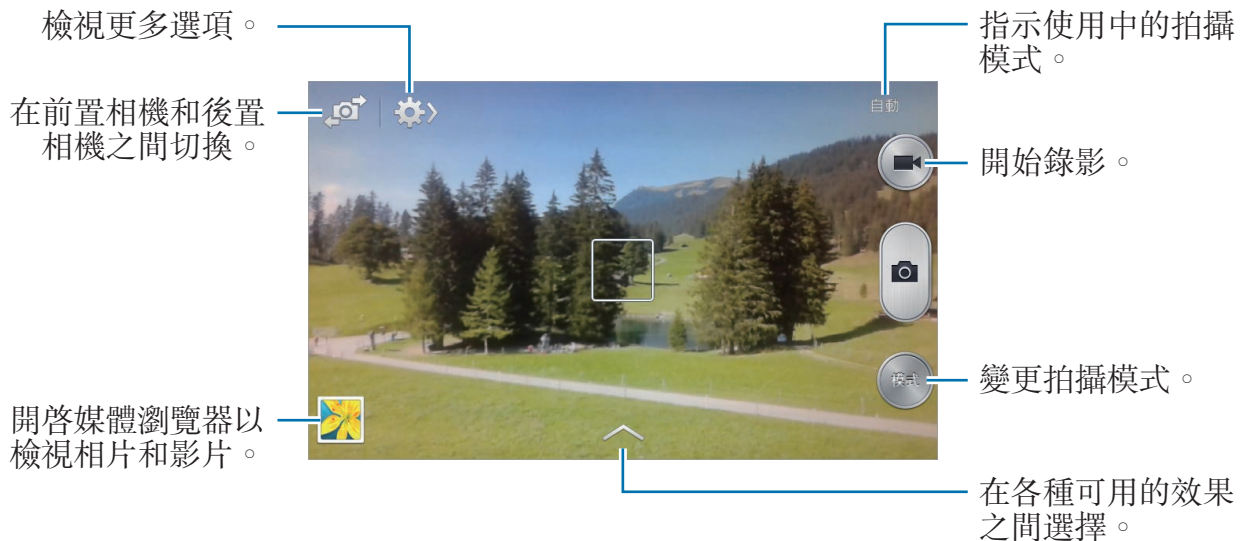 檢視更多選項。
在前置相機和後置
相機之間切換。
開啓媒體瀏覽器以
檢視相片和影片。
指示使用中的拍攝
模式。
自動
開始錄影。
模式
變更拍攝模式。
在各種可用的效果
之間選擇。